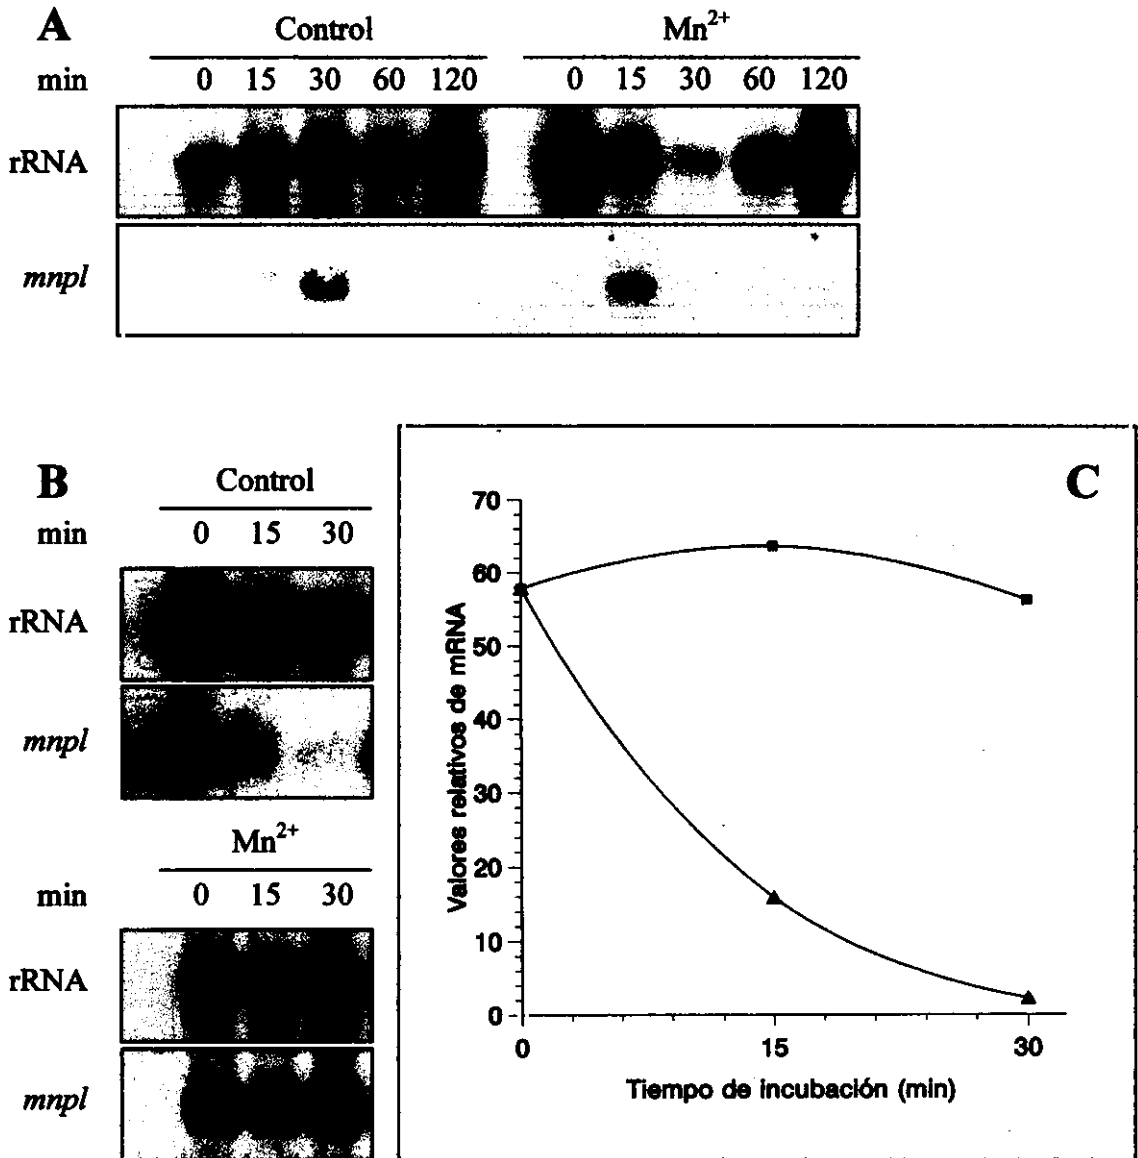 A
Control Mn2+
min 0 15 30 60 120 0 15 30 60 120
rRNA
mnpl
B
Control
min 0 15 30
rRNA
mnpl
Mn2+
min 0 15 30
rRNA
mnpl
C
70
60
50
40
30
20
10
0
Valores relativos de mRNA
0 15 30
Tiempo de incubación (min)